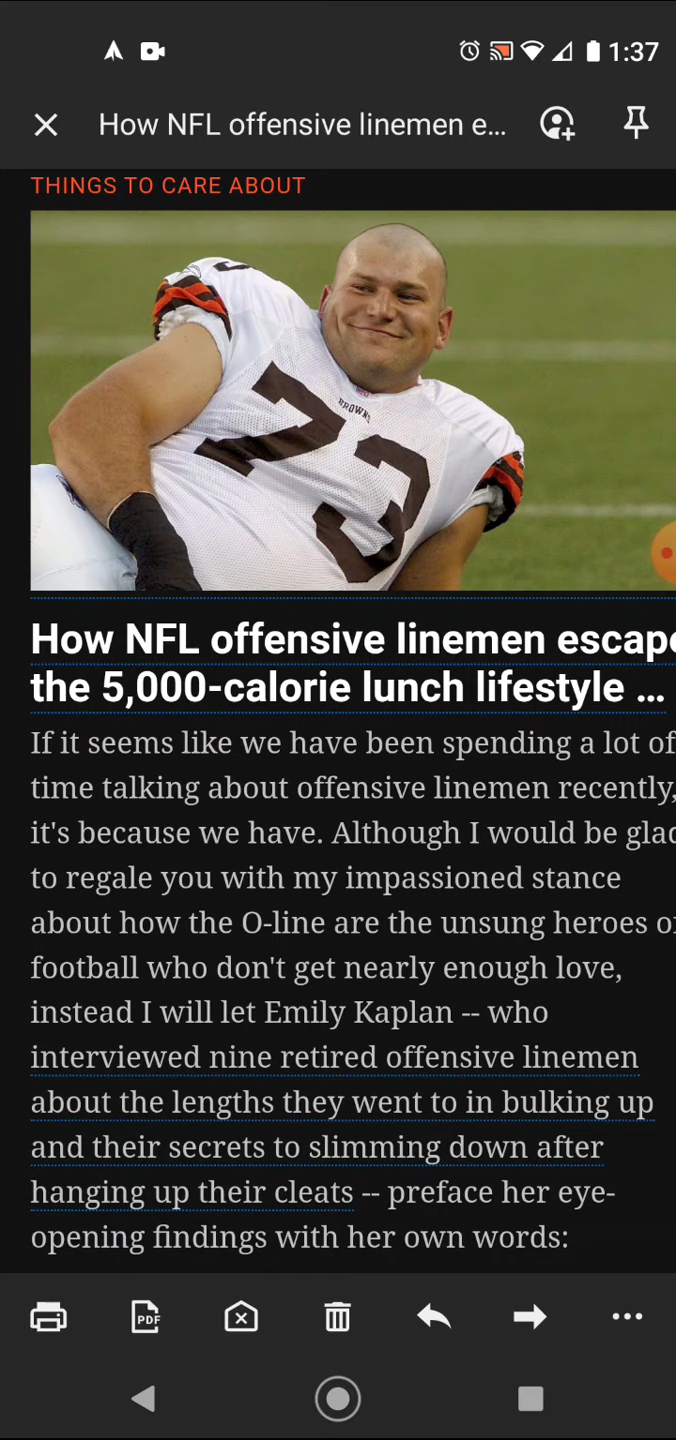 1:37
How NFL offensive linemen e...
THINGS TO CARE ABOUT
BROWNS
73
How NFL offensive linemen escape
the 5,000-calorie lunch lifestyle ...
If it seems like we have been spending a lot of
time talking about offensive linemen recently,
it's because we have. Although I would be glad
to regale you with my impassioned stance
about how the O-line are the unsung heroes of
football who don't get nearly enough love,
instead I will let Emily Kaplan -- who
interviewed nine retired offensive linemen
about the lengths they went to in bulking up
and their secrets to slimming down after
hanging up their cleats -- preface her eye-
opening findings with her own words:
PDF